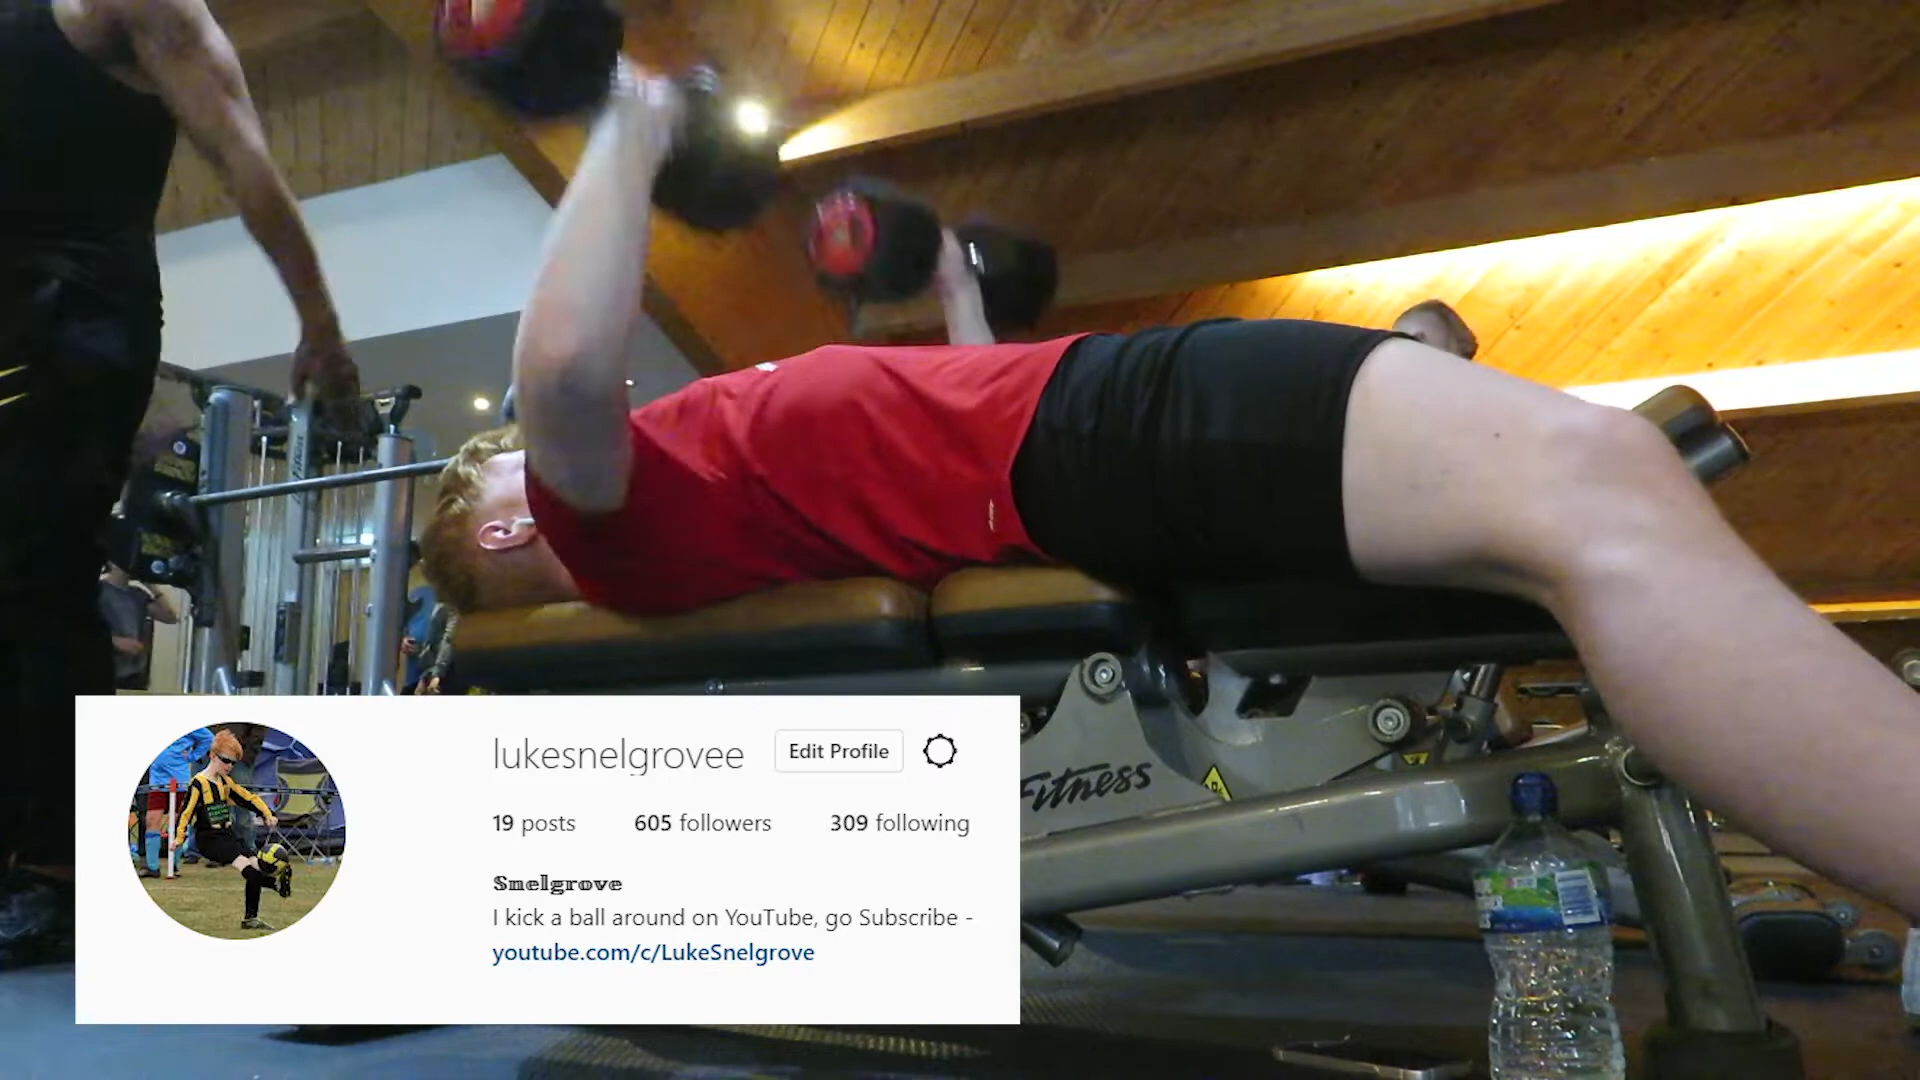 lukesnelgrovee Edit Profile
19 posts 605 followers 309 following
Snelgrove
I kick a ball around on YouTube, go Subscribe -
youtube.com/c/LukeSnelgrove
Fitness